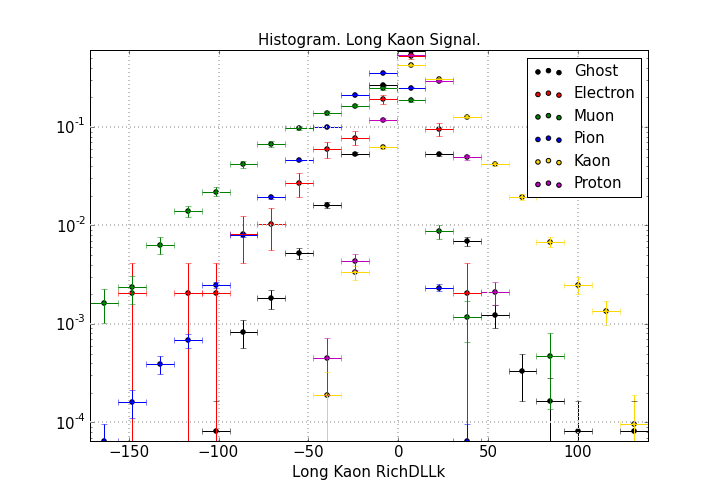 Histogram. Long Kaon Signal.
Ghost
Electron
Muon
Pion
Kaon
Proton
10^-1
10^-2
10^-3
10^-4
−150 −100 −50 0 50 100
Long Kaon RichDLLk